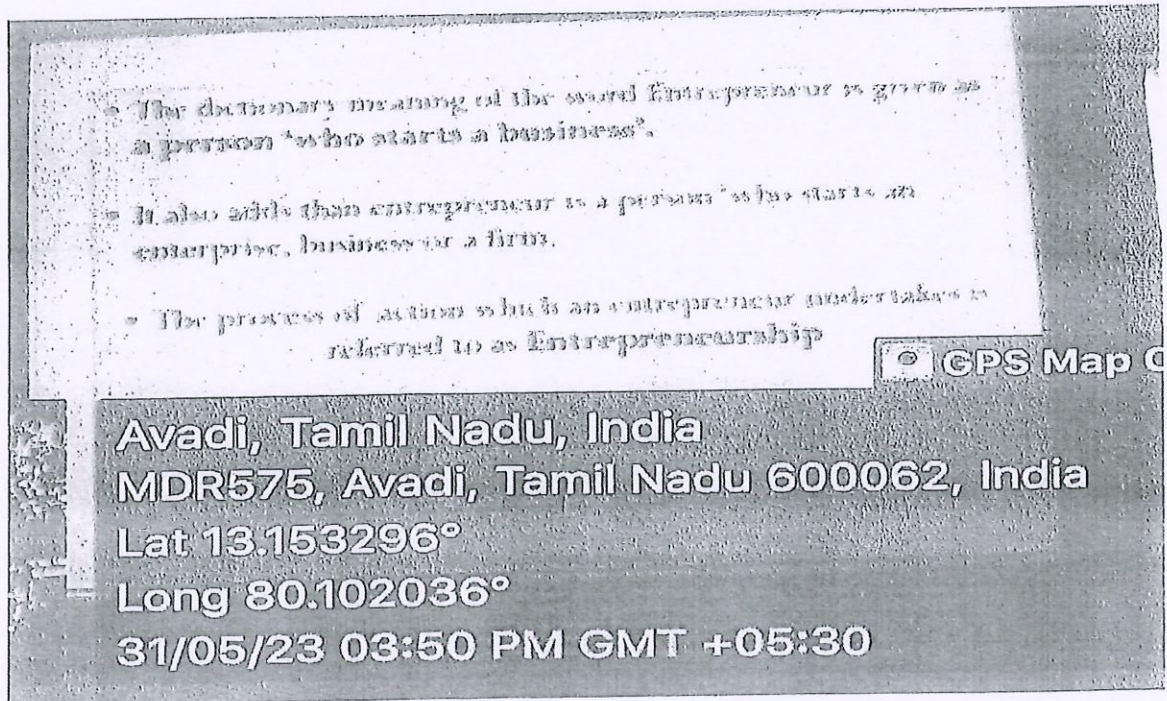 • The dictionary meaning of the word Entrepreneur is given as
a person "who starts a business".
• It also adds than entrepreneur is a person "who starts an
enterprise, business or a firm.
• The process of action which an entrepreneur undertakes is
referred to as Entrepreneurship
GPS Map C
Avadi, Tamil Nadu, India
MDR575, Avadi, Tamil Nadu 600062, India
Lat 13.153296°
Long 80.102036°
31/05/23 03:50 PM GMT +05:30